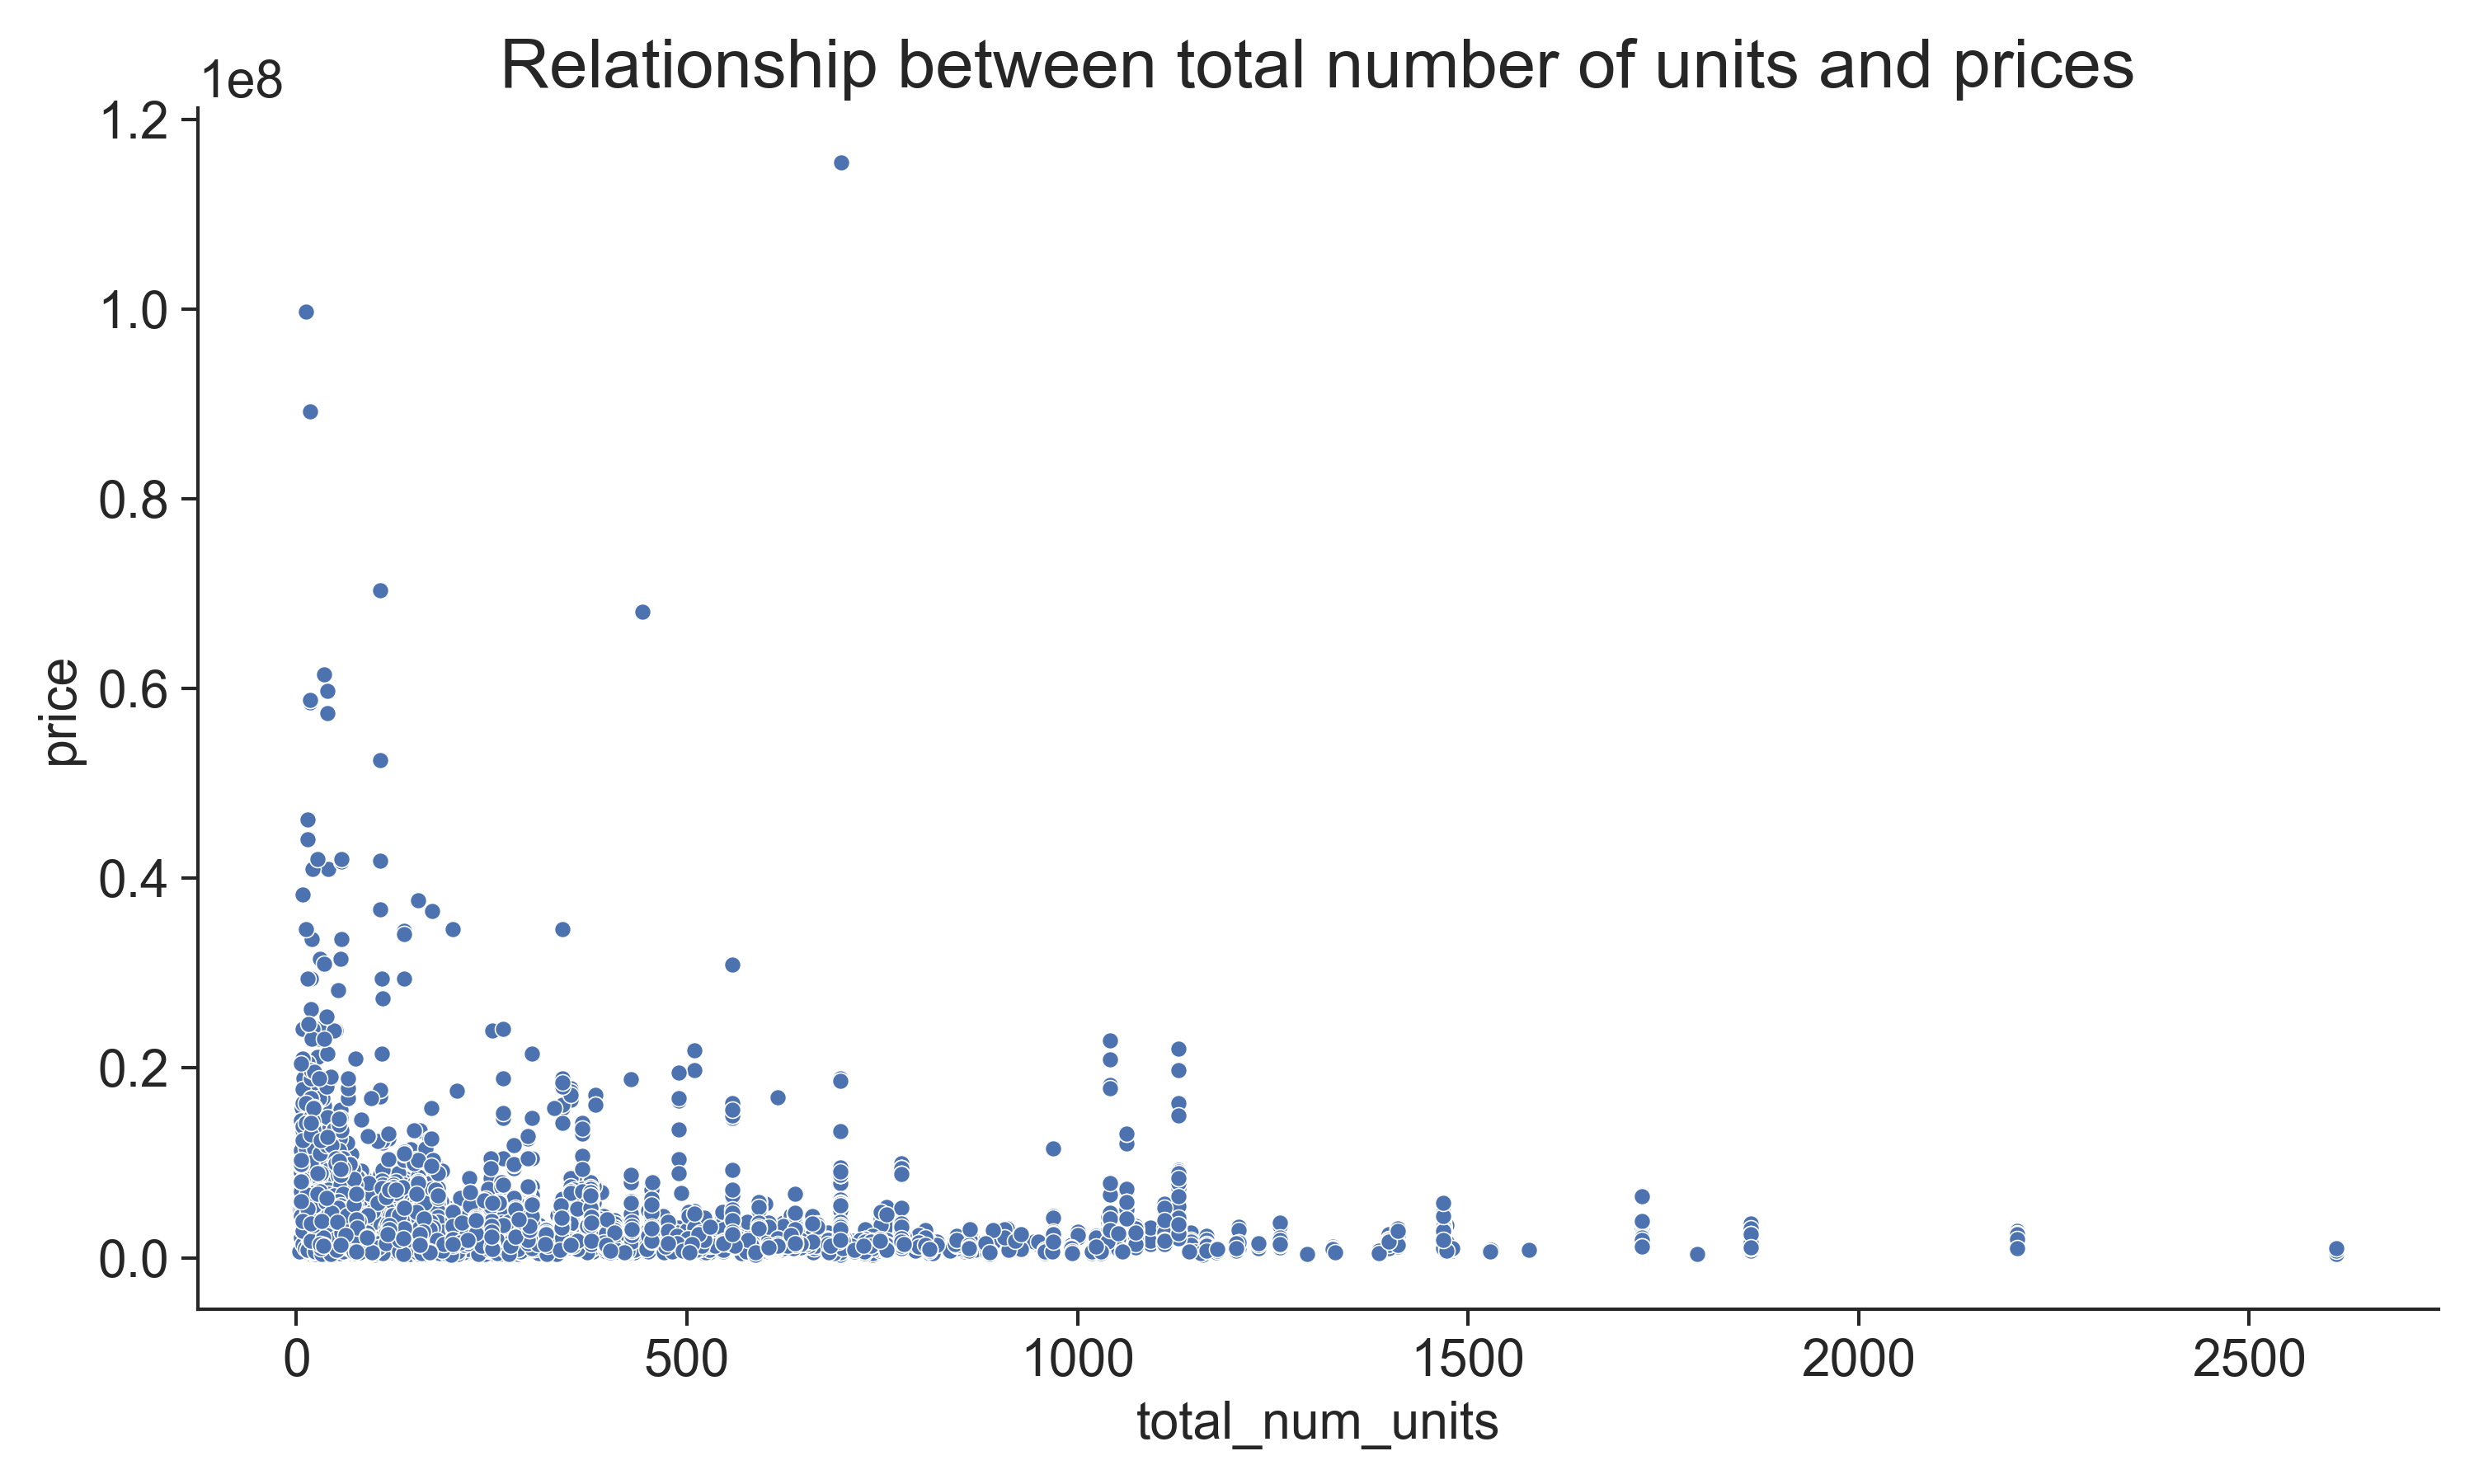 Relationship between total number of units and prices
1e8
1.2
1.0
0.8
0.6
0.4
0.2
0.0
price
0 500 1000 1500 2000 2500
total_num_units